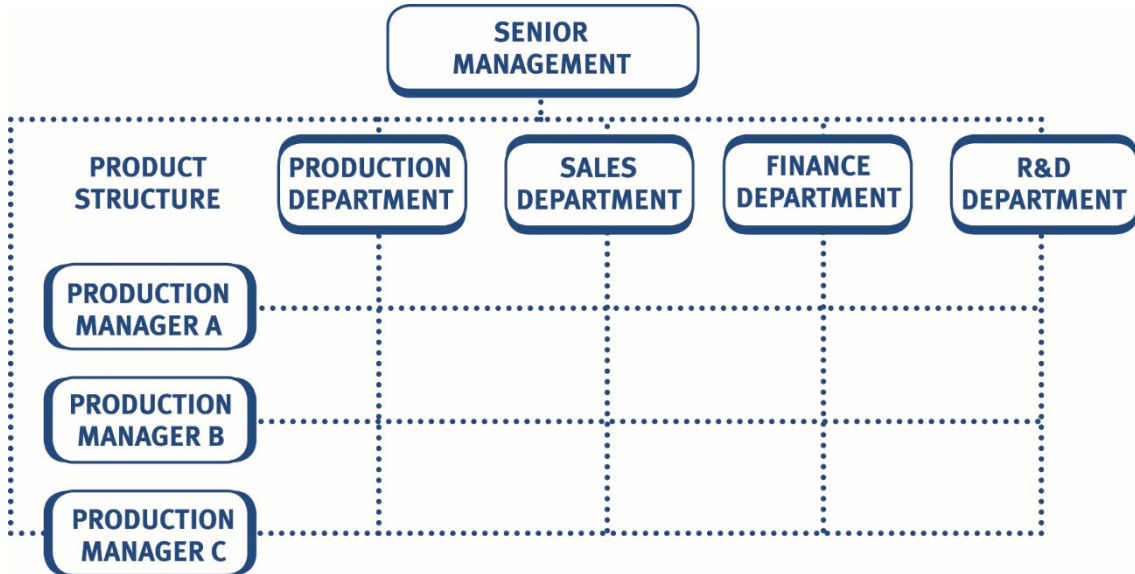 SENIOR
MANAGEMENT
PRODUCT
STRUCTURE
PRODUCTION
DEPARTMENT
SALES
DEPARTMENT
FINANCE
DEPARTMENT
R&D
DEPARTMENT
PRODUCTION
MANAGER A
PRODUCTION
MANAGER B
PRODUCTION
MANAGER C